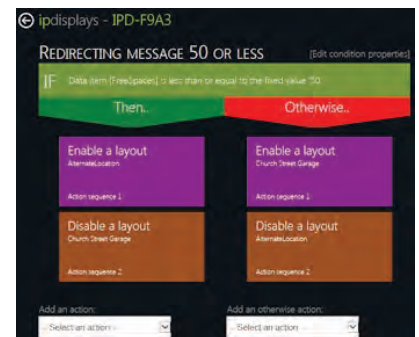 ipdisplays - IPD-F9A3
REDIRECTING MESSAGE 50 OR LESS
[Edit condition properties]
IF Data item [FreeSpaces] is less than or equal to the fixed value '50'
Then..
Otherwise..
Enable a layout
AlternateLocation
Action sequence 1
Enable a layout
Church Street Garage
Action sequence 1
Disable a layout
Church Street Garage
Action sequence 2
Disable a layout
AlternateLocation
Action sequence 2
Add an action:
- Select an action -
Add an otherwise action:
- Select an action -